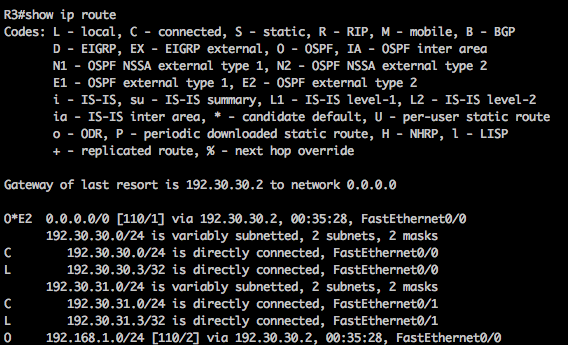 R3#show ip route
Codes: L - local, C - connected, S - static, R - RIP, M - mobile, B - BGP
       D - EIGRP, EX - EIGRP external, O - OSPF, IA - OSPF inter area
       N1 - OSPF NSSA external type 1, N2 - OSPF NSSA external type 2
       E1 - OSPF external type 1, E2 - OSPF external type 2
       i - IS-IS, su - IS-IS summary, L1 - IS-IS level-1, L2 - IS-IS level-2
       ia - IS-IS inter area, * - candidate default, U - per-user static route
       o - ODR, P - periodic downloaded static route, H - NHRP, l - LISP
       + - replicated route, % - next hop override
Gateway of last resort is 192.30.30.2 to network 0.0.0.0
O*E2  0.0.0.0/0 [110/1] via 192.30.30.2, 00:35:28, FastEthernet0/0
      192.30.30.0/24 is variably subnetted, 2 subnets, 2 masks
C        192.30.30.0/24 is directly connected, FastEthernet0/0
L        192.30.30.3/32 is directly connected, FastEthernet0/0
      192.30.31.0/24 is variably subnetted, 2 subnets, 2 masks
C        192.30.31.0/24 is directly connected, FastEthernet0/1
L        192.30.31.3/32 is directly connected, FastEthernet0/1
O     192.168.1.0/24 [110/2] via 192.30.30.2, 00:35:28, FastEthernet0/0